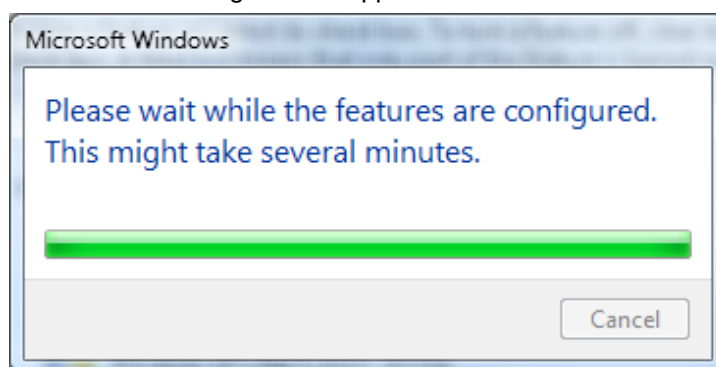 Microsoft Windows
Please wait while the features are configured.
This might take several minutes.
Cancel